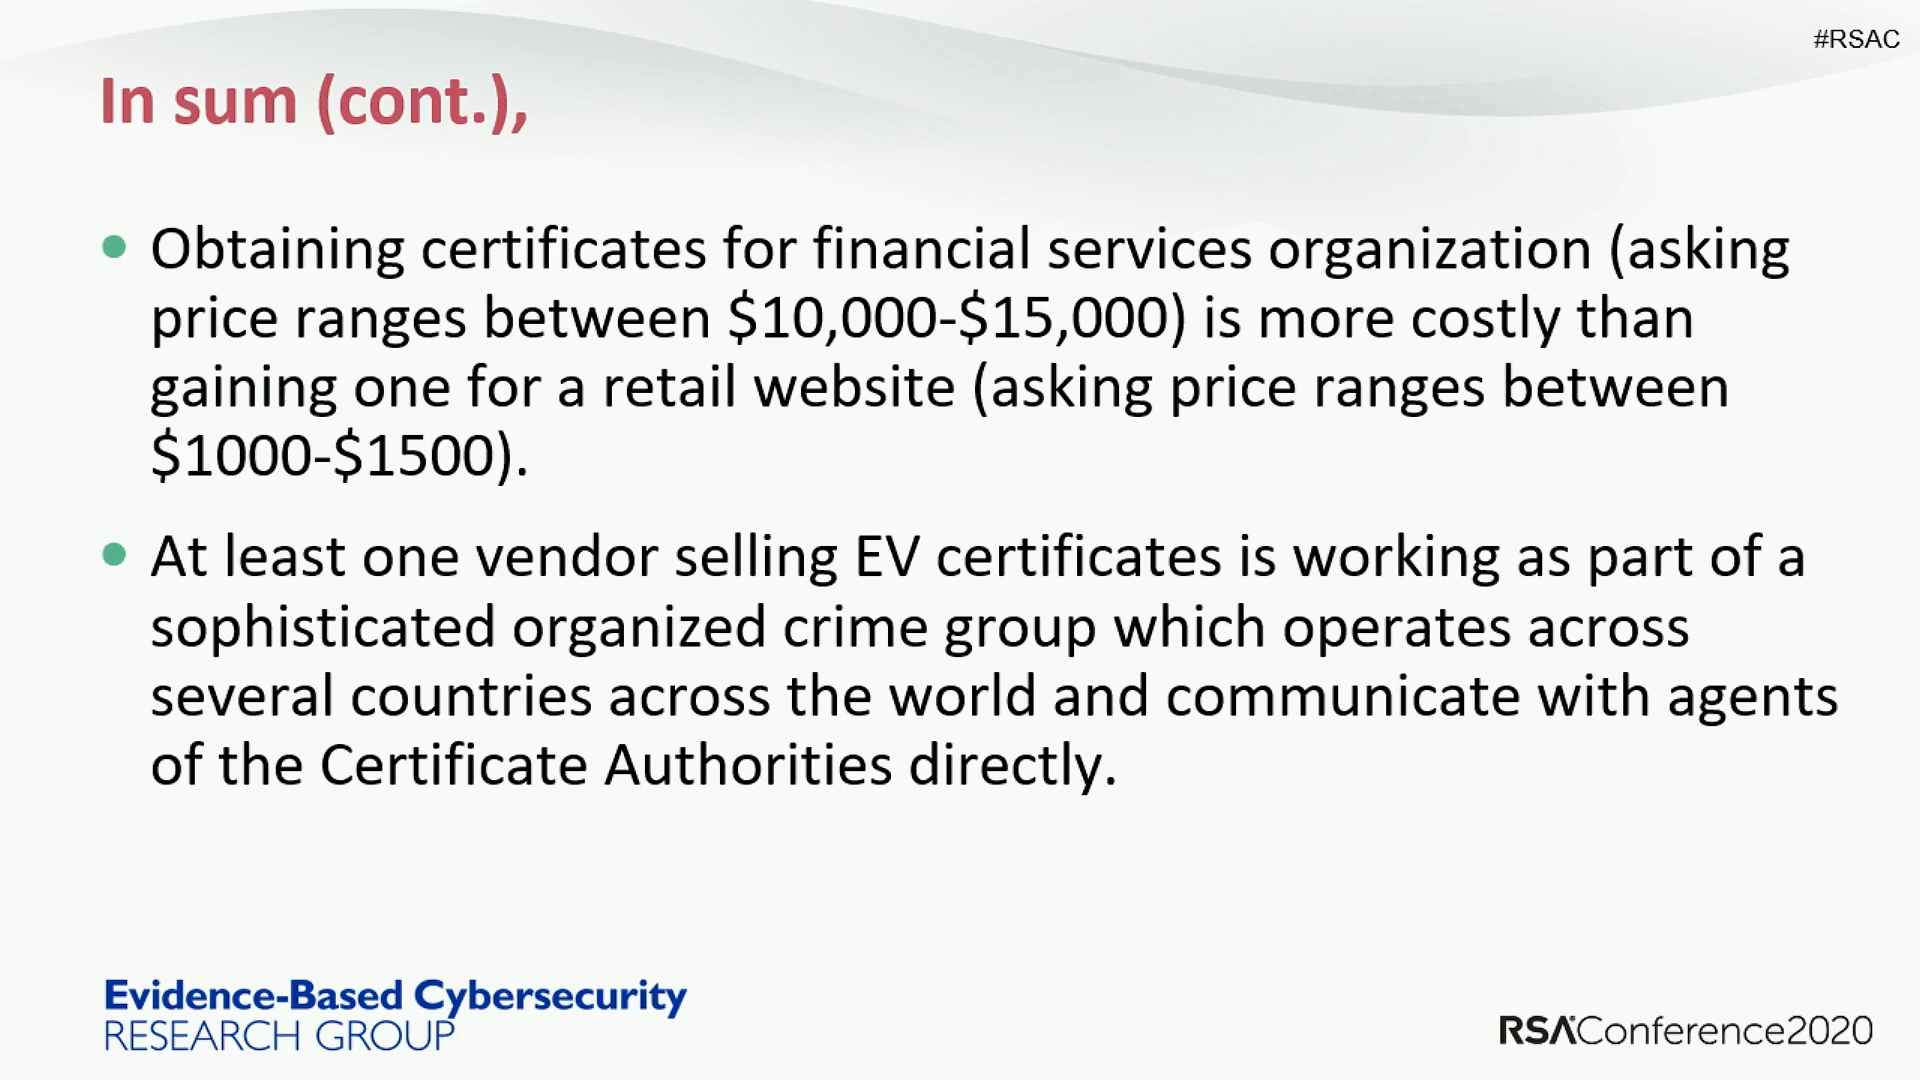 #RSAC
In sum (cont.),
• Obtaining certificates for financial services organization (asking
price ranges between $10,000-$15,000) is more costly than
gaining one for a retail website (asking price ranges between
$1000-$1500).
• At least one vendor selling EV certificates is working as part of a
sophisticated organized crime group which operates across
several countries across the world and communicate with agents
of the Certificate Authorities directly.
Evidence-Based Cybersecurity
RESEARCH GROUP
RSAConference2020